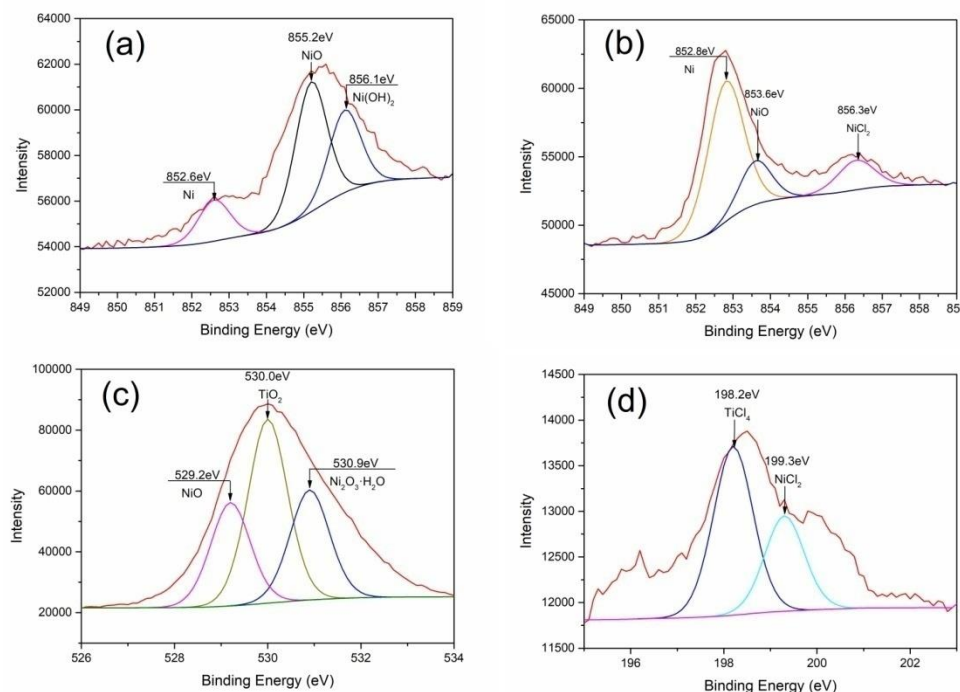 (a)
64000
62000
60000
58000
56000
54000
52000
Intensity
855.2eV
NiO
856.1eV
Ni(OH)2
852.6eV
Ni
849 850 851 852 853 854 855 856 857 858 859
Binding Energy (eV)
(b)
60000
55000
50000
45000
Intensity
852.8eV
Ni
853.6eV
NiO
856.3eV
NiCl2
849 850 851 852 853 854 855 856 857 858
Binding Energy (eV)
(c)
100000
80000
60000
40000
20000
Intensity
530.0eV
TiO2
529.2eV
NiO
530.9eV
Ni2O3·H2O
526 528 530 532 534
Binding Energy (eV)
(d)
14500
14000
13500
13000
12500
12000
11500
Intensity
198.2eV
TiCl4
199.3eV
NiCl2
196 198 200 202
Binding Energy (eV)